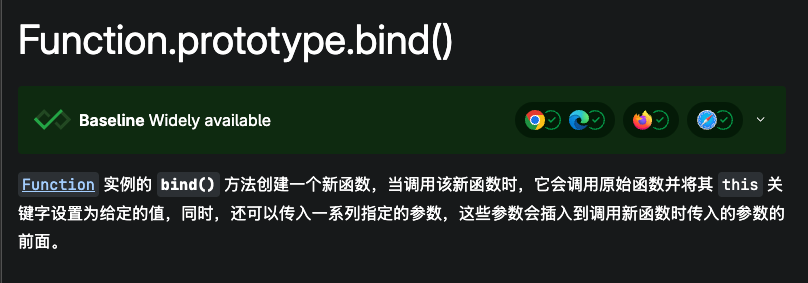 Function.prototype.bind()
Baseline Widely available
Function 实例的 bind() 方法创建一个新函数，当调用该新函数时，它会调用原始函数并将其 this 关
键字设置为给定的值，同时，还可以传入一系列指定的参数，这些参数会插入到调用新函数时传入的参数的
前面。